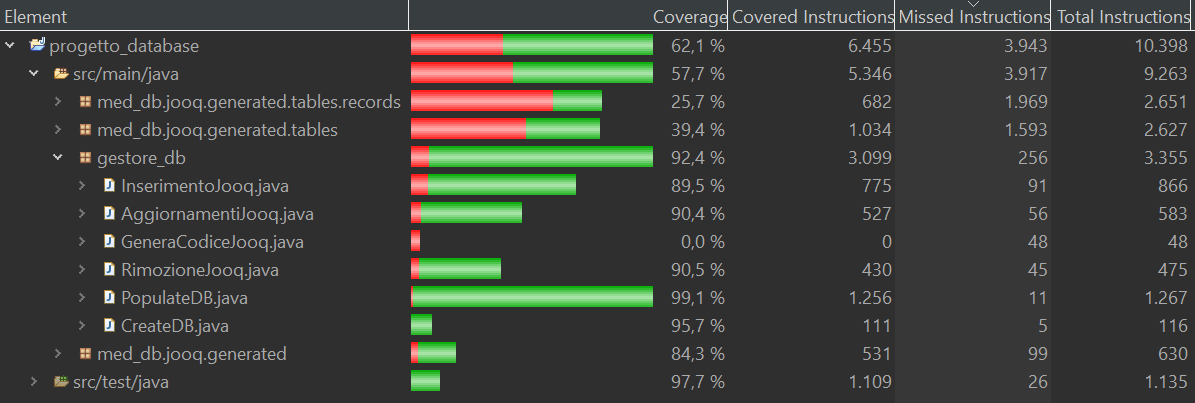 Element Coverage Covered Instructions Missed Instructions Total Instructions
progetto_database 62,1 % 6.455 3.943 10.398
src/main/java 57,7 % 5.346 3.917 9.263
med_db.jooq.generated.tables.records 25,7 % 682 1.969 2.651
med_db.jooq.generated.tables 39,4 % 1.034 1.593 2.627
gestore_db 92,4 % 3.099 256 3.355
InserimentoJooq.java 89,5 % 775 91 866
AggiornamentiJooq.java 90,4 % 527 56 583
GeneraCodiceJooq.java 0,0 % 0 48 48
RimozioneJooq.java 90,5 % 430 45 475
PopulateDB.java 99,1 % 1.256 11 1.267
CreateDB.java 95,7 % 111 5 116
med_db.jooq.generated 84,3 % 531 99 630
src/test/java 97,7 % 1.109 26 1.135